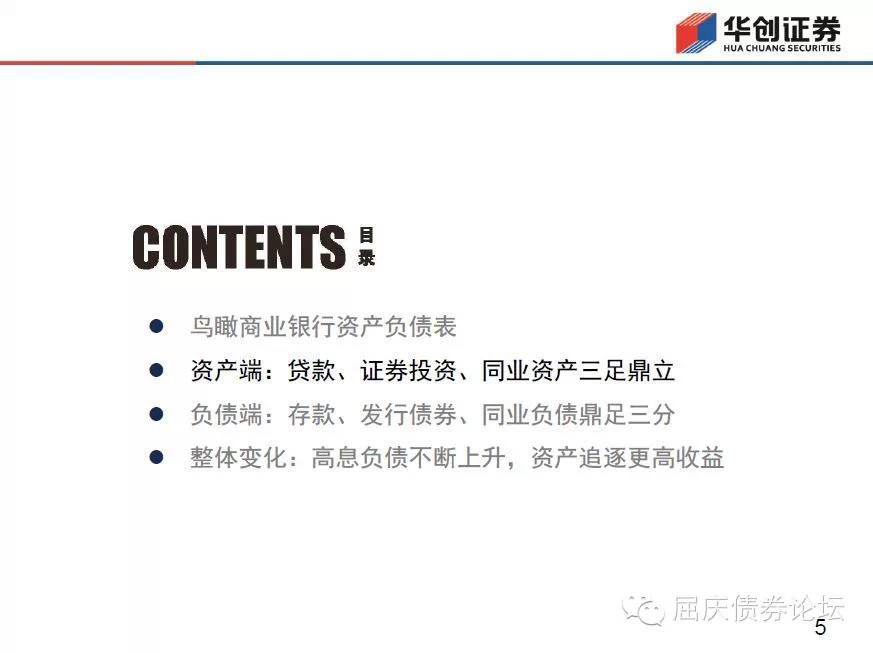 华创证券
HUA CHUANG SECURITIES
CONTENTS 目录
鸟瞰商业银行资产负债表
资产端：贷款、证券投资、同业资产三足鼎立
负债端：存款、发行债券、同业负债鼎足三分
整体变化：高息负债不断上升，资产追逐更高收益
屈庆债券论坛
5